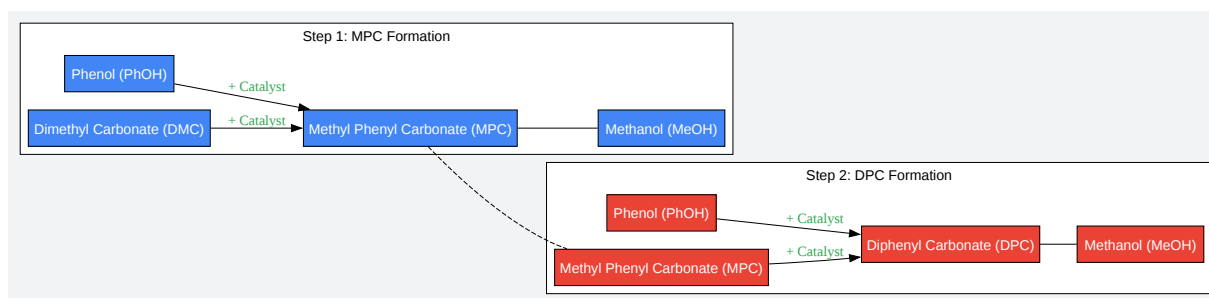 Step 1: MPC Formation
Phenol (PhOH)
+ Catalyst
Dimethyl Carbonate (DMC)
+ Catalyst
Methyl Phenyl Carbonate (MPC)
Methanol (MeOH)
Step 2: DPC Formation
Phenol (PhOH)
+ Catalyst
Methyl Phenyl Carbonate (MPC)
+ Catalyst
Diphenyl Carbonate (DPC)
Methanol (MeOH)